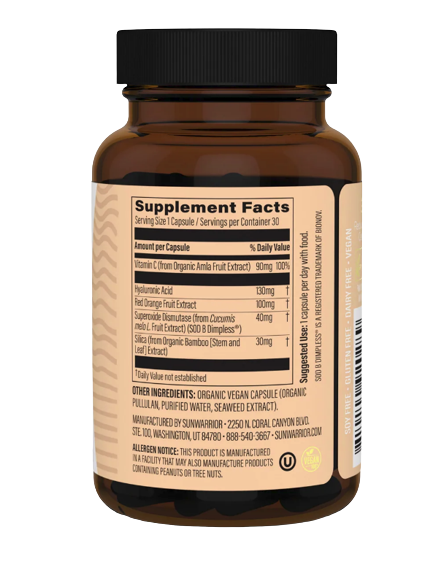 Supplement Facts
Serving Size 1 Capsule / Servings per Container 30
Amount per Capsule % Daily Value
Vitamin C (from Organic Amla Fruit Extract) 90mg 100%
Hyaluronic Acid 130mg †
Red Orange Fruit Extract 100mg †
Superoxide Dismutase (from Cucumis 40mg †
melo L. Fruit Extract) (SOD B Dimpless®)
Silica (from Organic Bamboo [Stem and 30mg †
Leaf] Extract)
†Daily Value not established
OTHER INGREDIENTS: ORGANIC VEGAN CAPSULE (ORGANIC
PULLULAN, PURIFIED WATER, SEAWEED EXTRACT).
MANUFACTURED BY SUNWARRIOR • 2250 N. CORAL CANYON BLVD.
STE. 100, WASHINGTON, UT 84780 • 888-540-3667 • SUNWARRIOR.COM
ALLERGEN NOTICE: THIS PRODUCT IS MANUFACTURED
IN A FACILITY THAT MAY ALSO MANUFACTURE PRODUCTS
CONTAINING PEANUTS OR TREE NUTS.
Suggested Use: 1 capsule per day with food.
SOD B DIMPLESS® IS A REGISTERED TRADEMARK OF BIONOV.
U
VEGAN
SOY FREE • GLUTEN FREE • DAIRY FREE • VEGAN